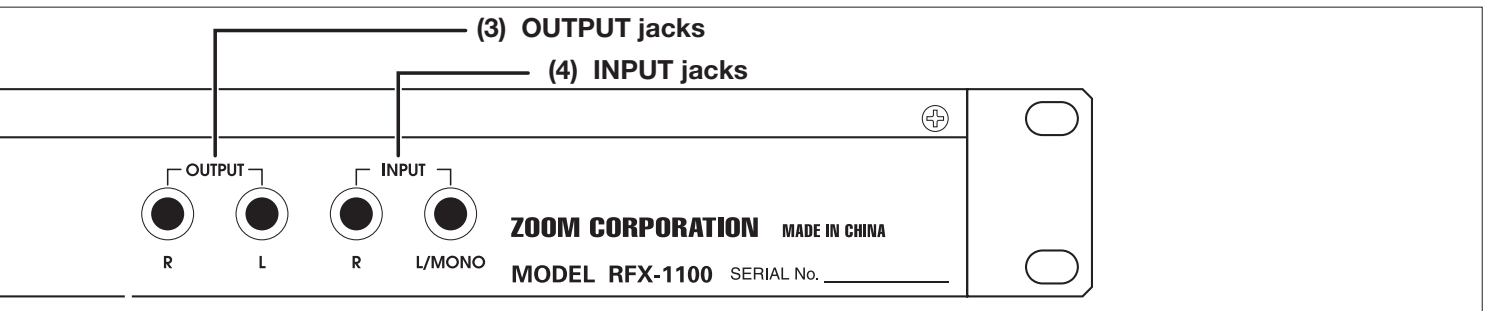 (3) OUTPUT jacks
(4) INPUT jacks
OUTPUT INPUT
R L R L/MONO
ZOOM CORPORATION MADE IN CHINA
MODEL RFX-1100 SERIAL No.